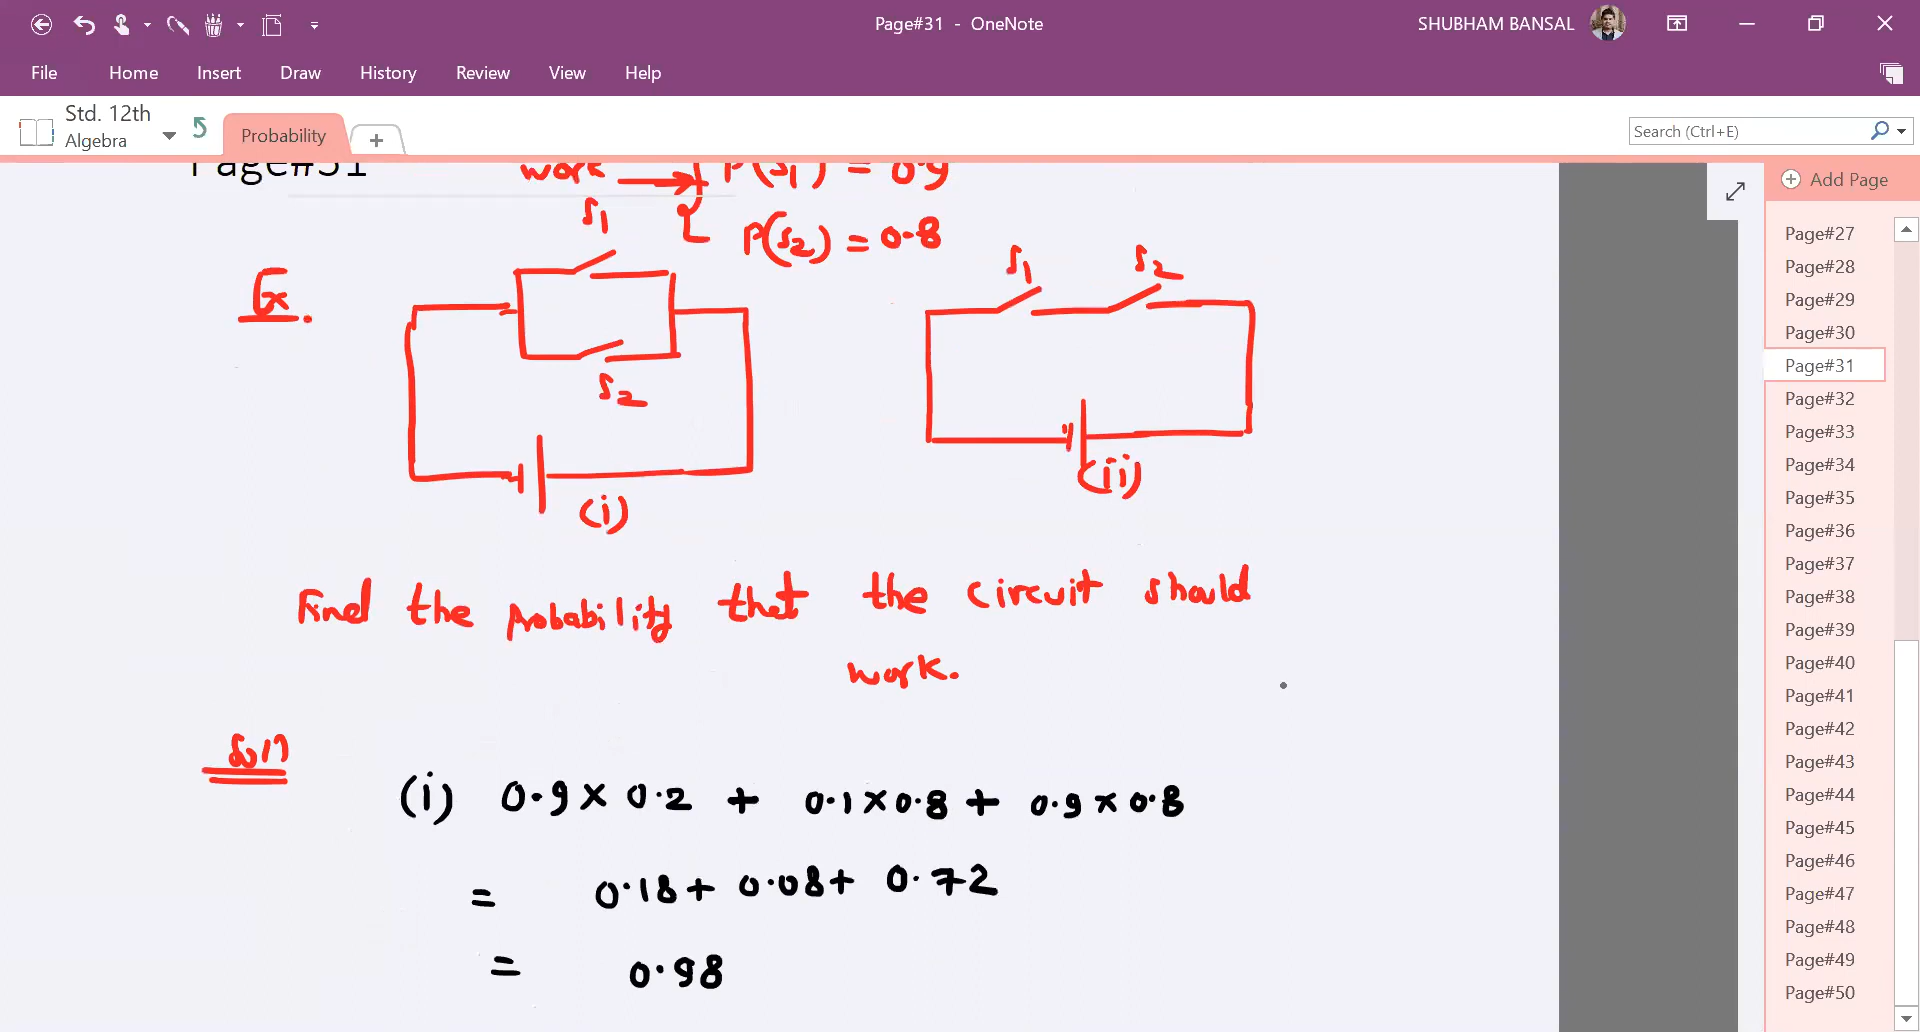 Page#31 - OneNote
SHUBHAM BANSAL
File Home Insert Draw History Review View Help
Std. 12th
Algebra
Probability
Search (Ctrl+E)
Add Page
Page#31
work → P(S1) = 0.9
P(S2) = 0.8
Ex.
S1
S2
(i)
S1 S2
(ii)
Find the probability that the circuit should
work.
Soln
(i) 0.9 × 0.2 + 0.1 × 0.8 + 0.9 × 0.8
= 0.18 + 0.08 + 0.72
= 0.98
Page#27
Page#28
Page#29
Page#30
Page#31
Page#32
Page#33
Page#34
Page#35
Page#36
Page#37
Page#38
Page#39
Page#40
Page#41
Page#42
Page#43
Page#44
Page#45
Page#46
Page#47
Page#48
Page#49
Page#50